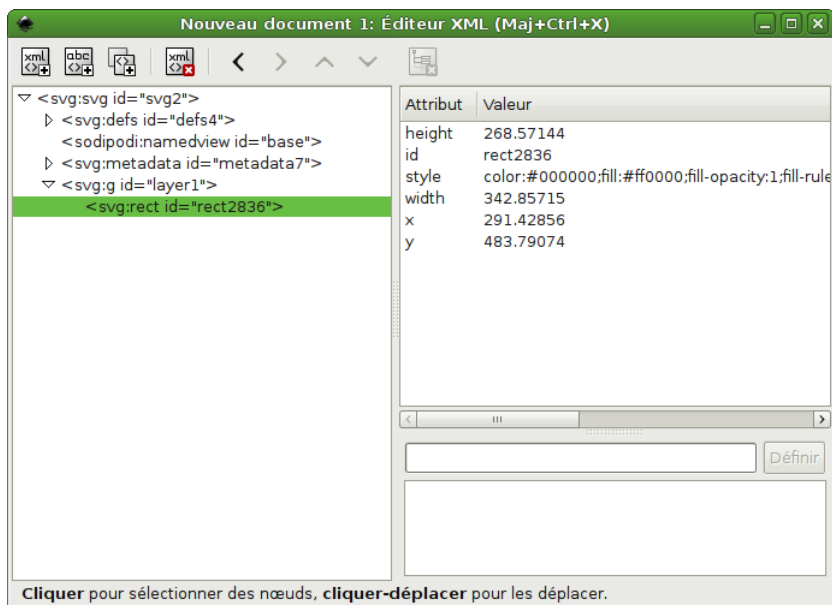 Nouveau document 1: Éditeur XML (Maj+Ctrl+X)
xml abc xml
<svg:svg id="svg2">
<svg:defs id="defs4">
<sodipodi:namedview id="base">
<svg:metadata id="metadata7">
<svg:g id="layer1">
<svg:rect id="rect2836">
Attribut Valeur
height 268.57144
id rect2836
style color:#000000;fill:#ff0000;fill-opacity:1;fill-rule
width 342.85715
x 291.42856
y 483.79074
Définir
Cliquer pour sélectionner des nœuds, cliquer-déplacer pour les déplacer.